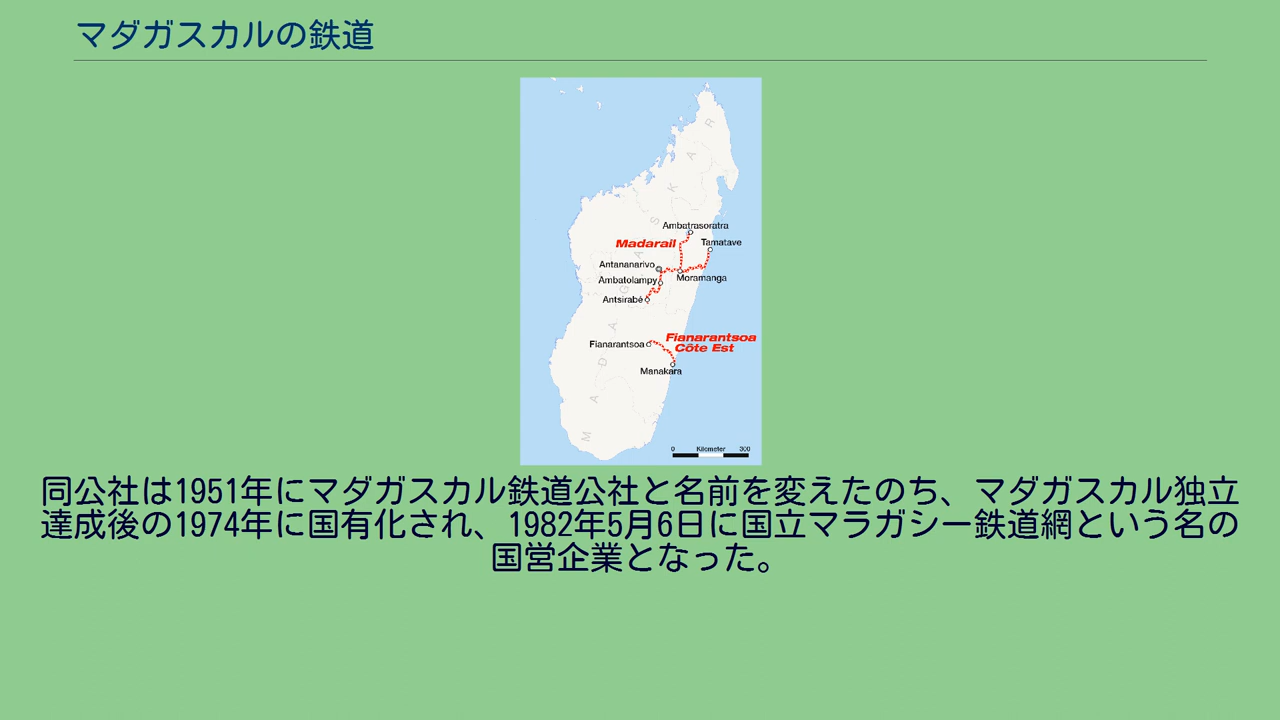 マダガスカルの鉄道
M A D A G A S K A R
Ambatrasoratra
Madarail
Tamatave
Antananarivo
Moramanga
Ambatolampy
Antsirabé
Fianarantsoa
Fianarantsoa
Côte Est
Manakara
0 Kilometer 300
同公社は1951年にマダガスカル鉄道公社と名前を変えたのち、マダガスカル独立
達成後の1974年に国有化され、1982年5月6日に国立マラガシー鉄道網という名の
国営企業となった。